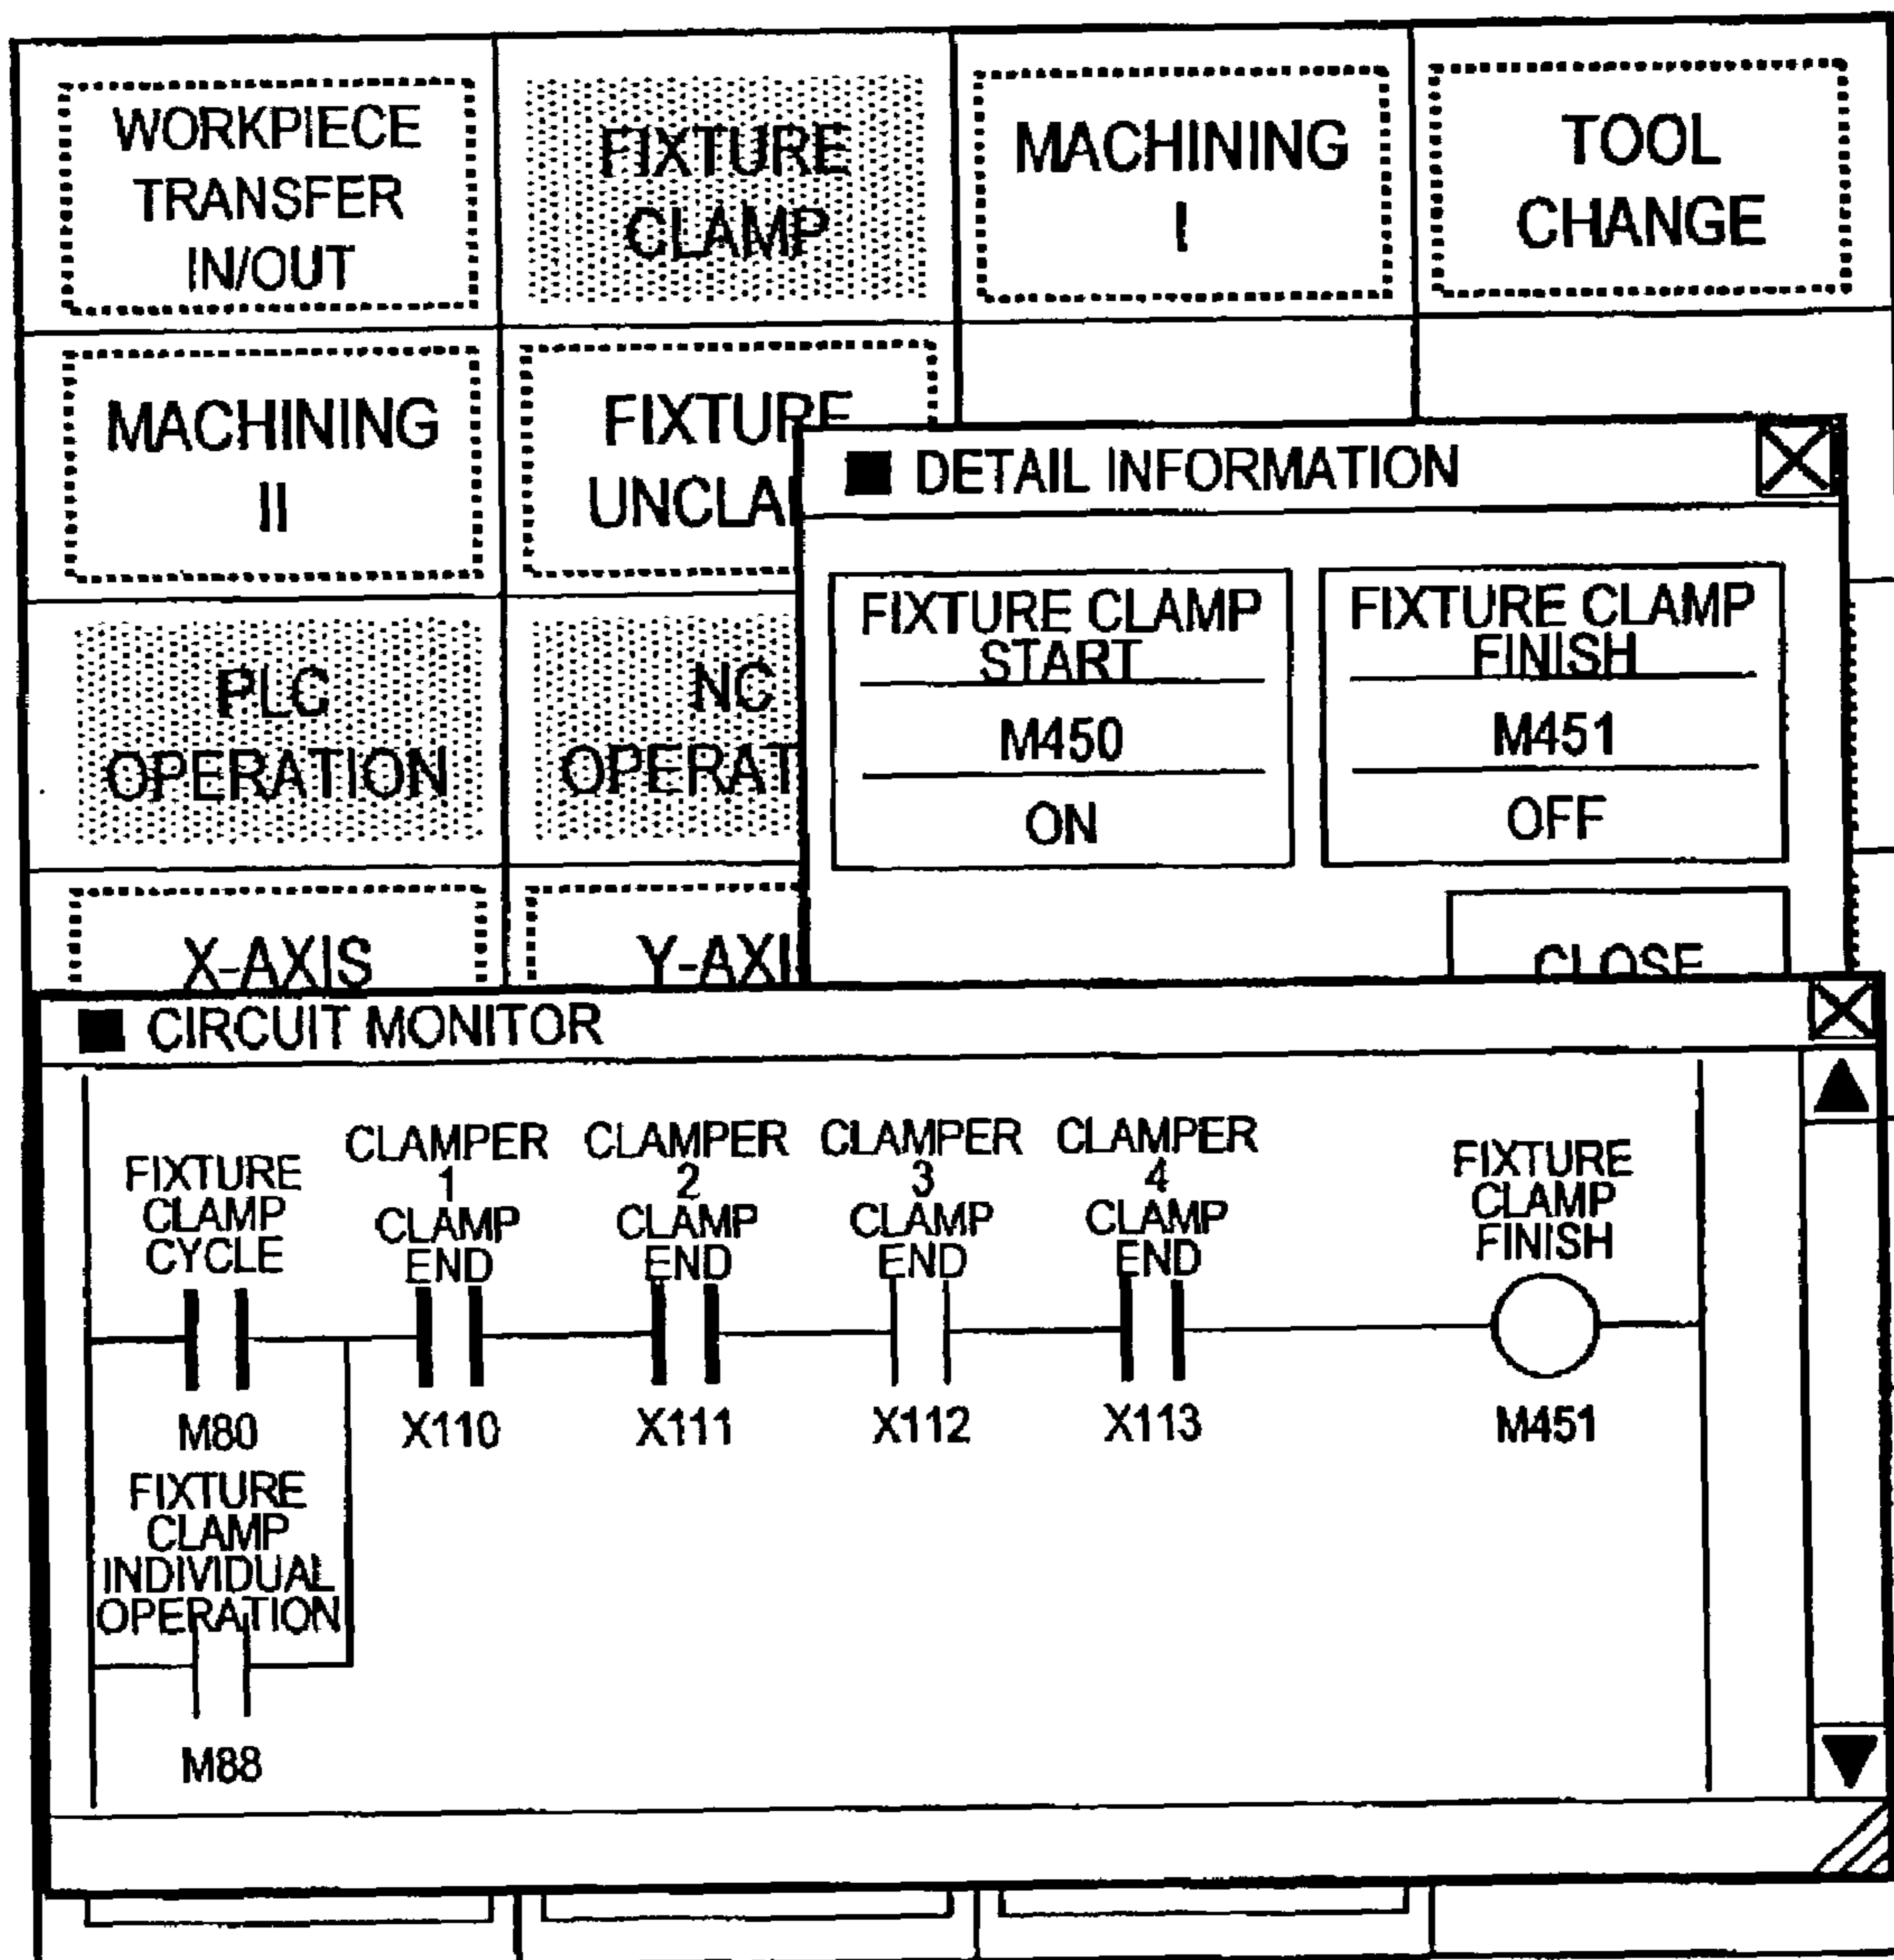 WORKPIECE
TRANSFER
IN/OUT
FIXTURE
CLAMP
MACHINING
I
TOOL
CHANGE
MACHINING
II
FIXTURE
UNCLA
DETAIL INFORMATION
FIXTURE CLAMP
START
M450
ON
FIXTURE CLAMP
FINISH
M451
OFF
PLC
OPERATION
NC
OPERAT
CLOSE
X-AXIS
Y-AXI
CIRCUIT MONITOR
FIXTURE
CLAMP
CYCLE
M80
CLAMPER
1
CLAMP
END
X110
CLAMPER
2
CLAMP
END
X111
CLAMPER
3
CLAMP
END
X112
CLAMPER
4
CLAMP
END
X113
FIXTURE
CLAMP
FINISH
M451
FIXTURE
CLAMP
INDIVIDUAL
OPERATION
M88